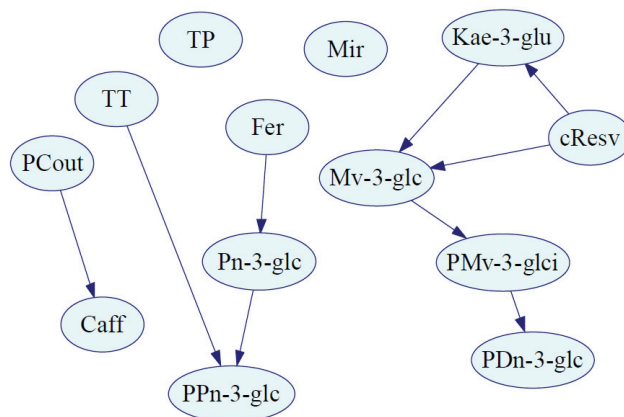 TP
Mir
Kae-3-glu
TT
Fer
cResv
PCout
Mv-3-glc
Pn-3-glc
PMv-3-glci
Caff
PDn-3-glc
PPn-3-glc